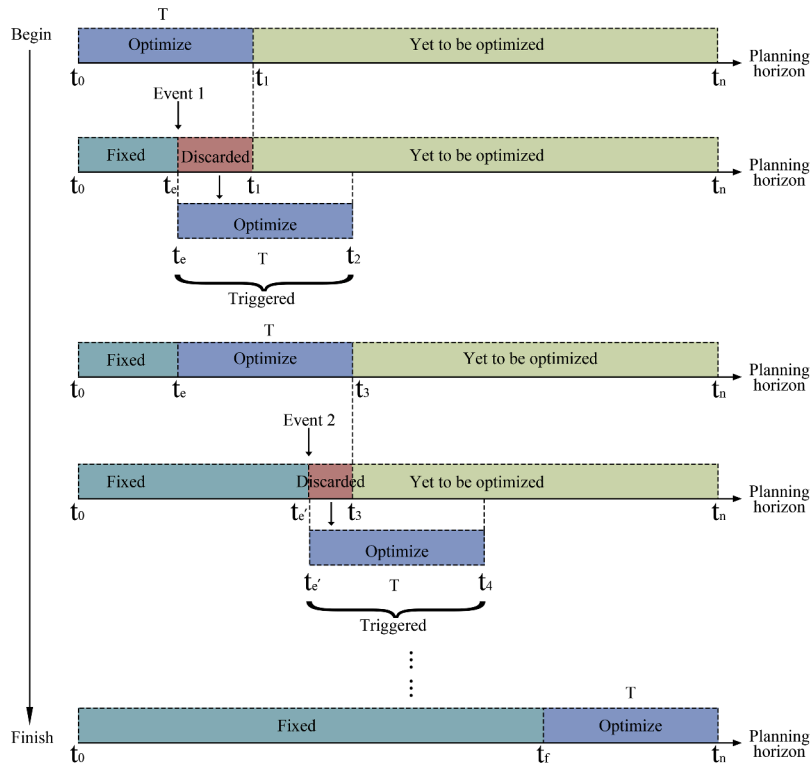 T
Begin
Optimize
Yet to be optimized
Planning
horizon
t0
t1
tn
Event 1
Fixed
Discarded
Yet to be optimized
Planning
horizon
t0
te
t1
tn
Optimize
te
T
t2
Triggered
T
Fixed
Optimize
Yet to be optimized
Planning
horizon
t0
te
t3
tn
Event 2
Fixed
Discarded
Yet to be optimized
Planning
horizon
t0
te′
t3
tn
Optimize
te′
T
t4
Triggered
T
Fixed
Optimize
Finish
Planning
horizon
t0
tf
tn